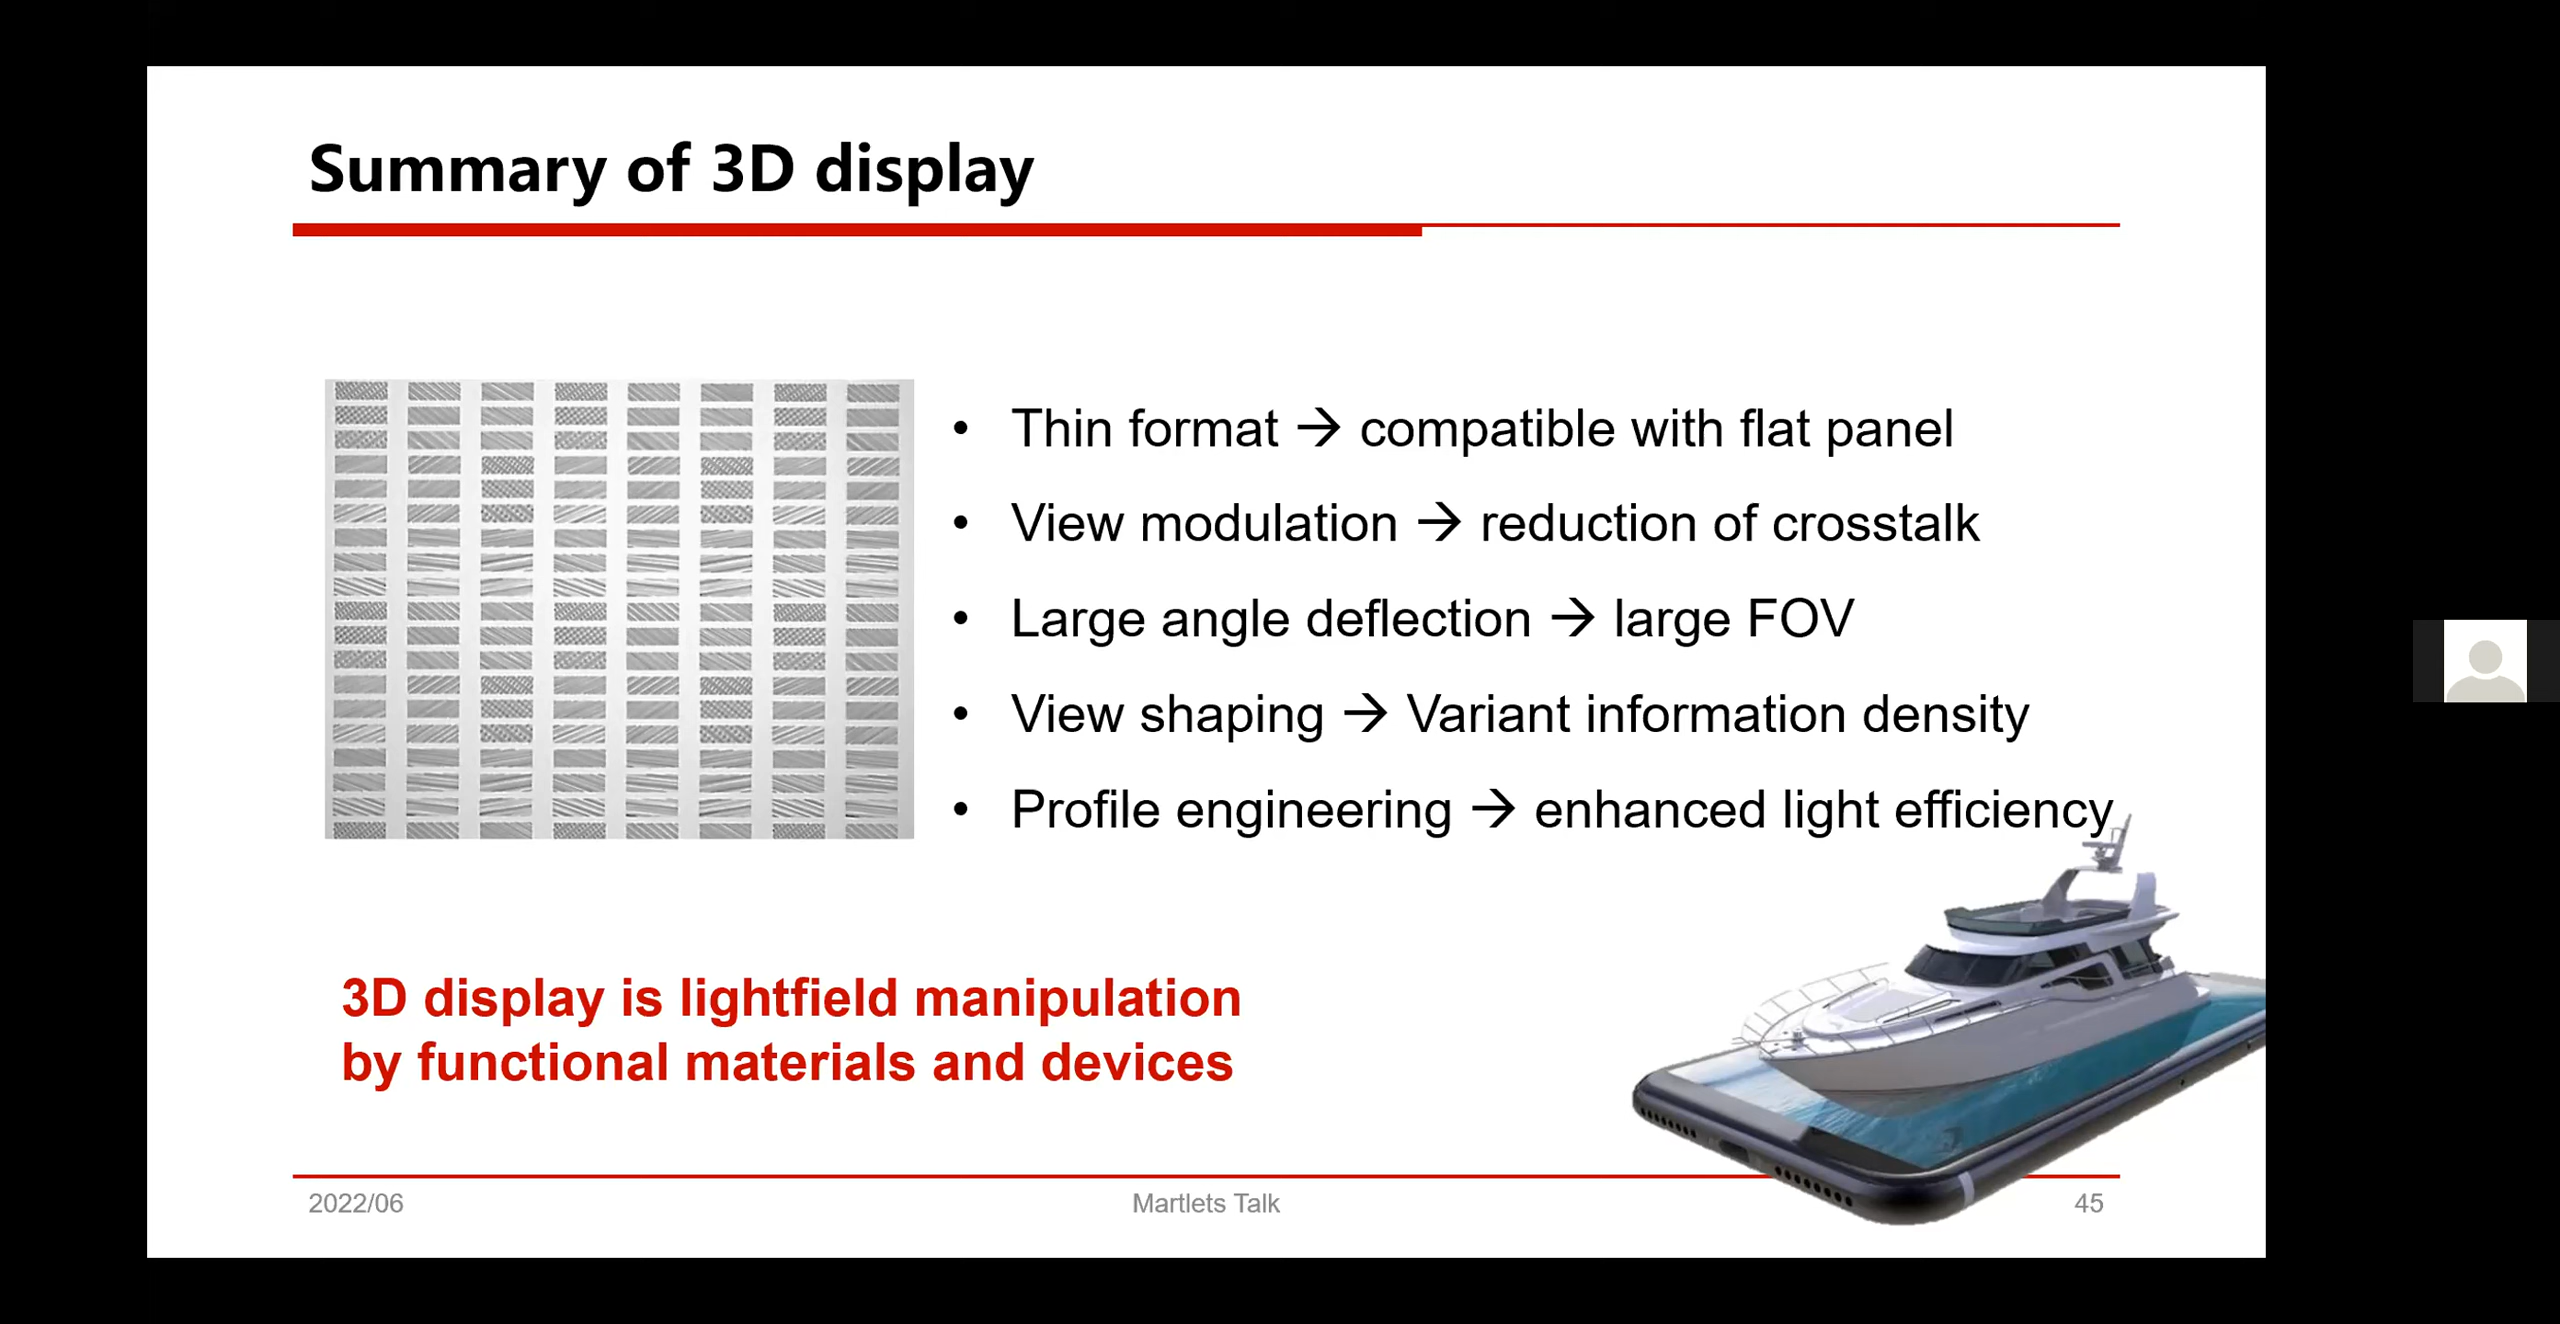 Summary of 3D display
• Thin format → compatible with flat panel
• View modulation → reduction of crosstalk
• Large angle deflection → large FOV
• View shaping → Variant information density
• Profile engineering → enhanced light efficiency
3D display is lightfield manipulation
by functional materials and devices
2022/06
Martlets Talk
45